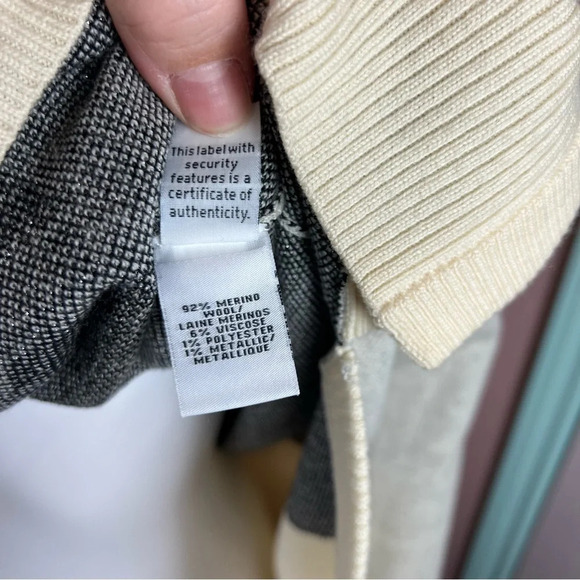 This label with
security
features is a
certificate of
authenticity.
92% MERINO
WOOL/
LAINE MERINOS
6% VISCOSE
1% POLYESTER
1% METALLIC/
METALLIQUE